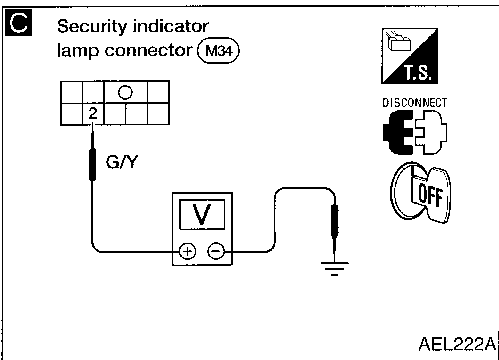 C
Security indicator
lamp connector M34
T.S.
DISCONNECT
2
G/Y
OFF
V
+ −
AEL222A